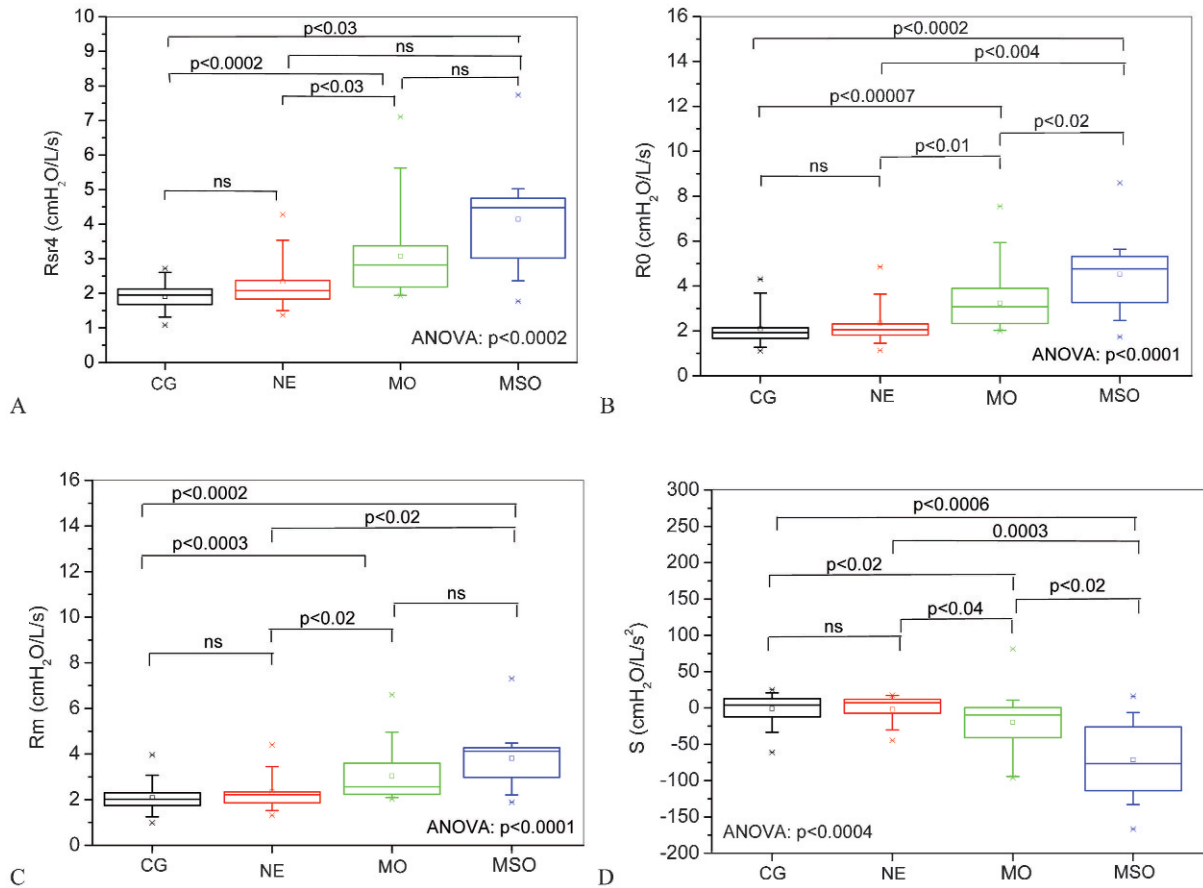 10
9
8
7
6
5
4
3
2
1
0
Rsr4 (cmH₂O/L/s)
p<0.03
ns
p<0.0002
ns
p<0.03
ns
ANOVA: p<0.0002
CG NE MO MSO
A
16
14
12
10
8
6
4
2
0
R0 (cmH₂O/L/s)
p<0.0002
p<0.004
p<0.00007
p<0.02
p<0.01
ns
ANOVA: p<0.0001
CG NE MO MSO
B
16
14
12
10
8
6
4
2
0
Rm (cmH₂O/L/s)
p<0.0002
p<0.02
p<0.0003
ns
p<0.02
ns
ANOVA: p<0.0001
CG NE MO MSO
C
300
250
200
150
100
50
0
-50
-100
-150
-200
S (cmH₂O/L/s²)
p<0.0006
0.0003
p<0.02
p<0.02
p<0.04
ns
ANOVA: p<0.0004
CG NE MO MSO
D